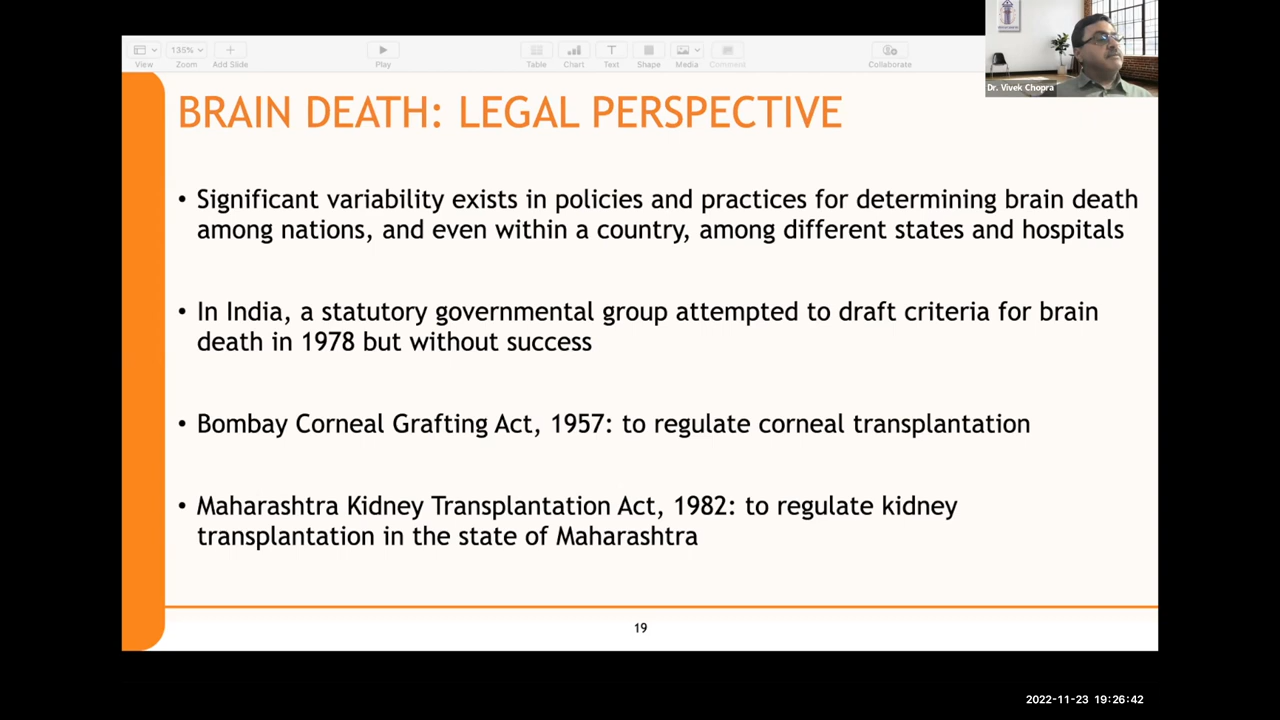 135%
View
Zoom
Add Slide
Play
Table
Chart
Text
Shape
Media
Comment
Collaborate
Dr. Vivek Chopra
BRAIN DEATH: LEGAL PERSPECTIVE
• Significant variability exists in policies and practices for determining brain death
among nations, and even within a country, among different states and hospitals
• In India, a statutory governmental group attempted to draft criteria for brain
death in 1978 but without success
• Bombay Corneal Grafting Act, 1957: to regulate corneal transplantation
• Maharashtra Kidney Transplantation Act, 1982: to regulate kidney
transplantation in the state of Maharashtra
19
2022-11-23 19:26:42